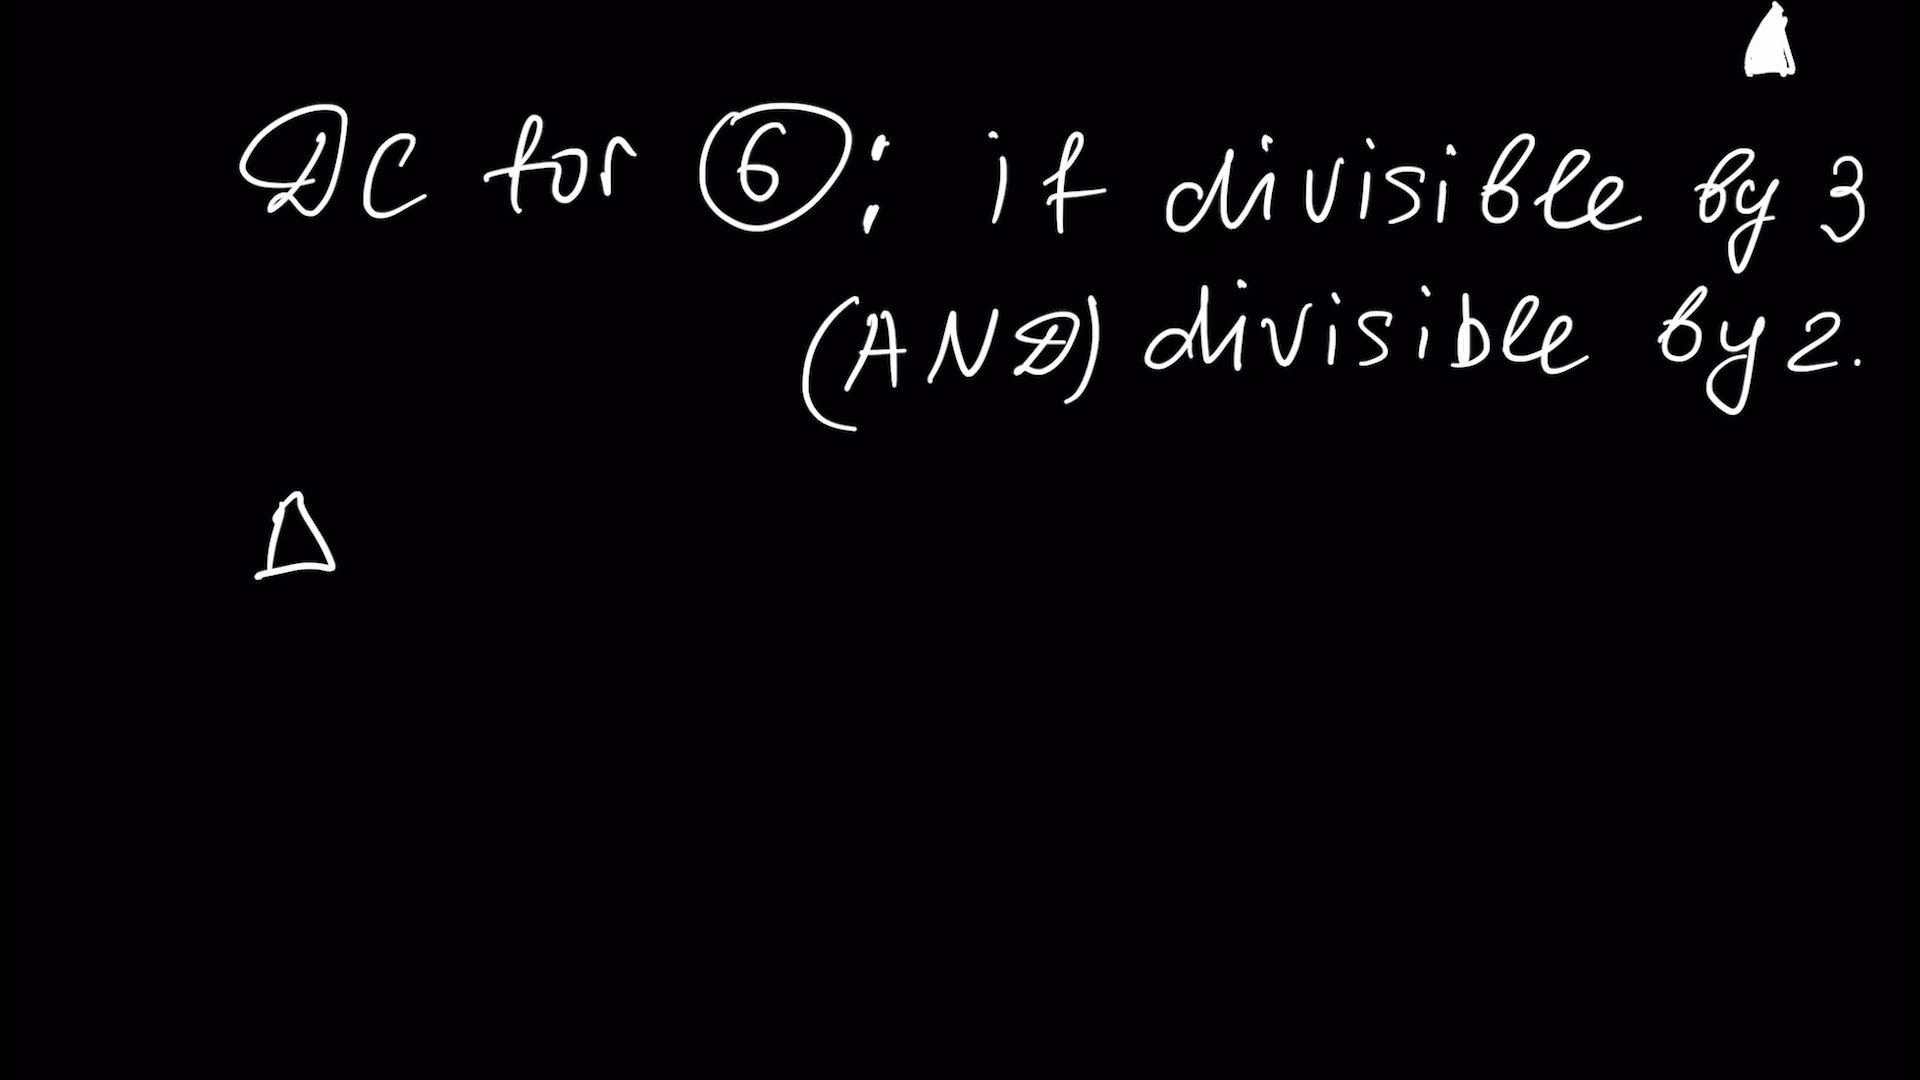 DC for 6: if divisible by 3
(AND) divisible by 2.
Δ